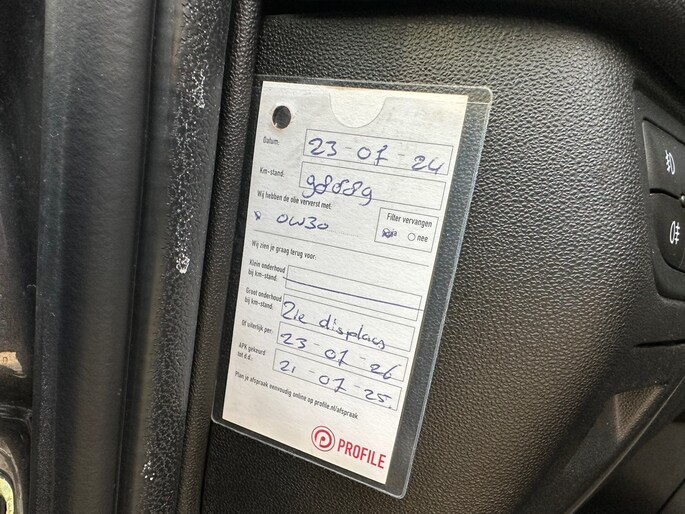 Datum: 23-07-24
Km-stand: 98889
Wij hebben de olie ververst met:
0W30
Filter vervangen
nee
Wij zien je graag terug voor:
Klein onderhoud
bij km-stand:
Groot onderhoud
bij km-stand: Zie display
Of uiterlijk per: 23-07-26
APK gekeurd
tot d.d.: 21-07-25.
Plan je afspraak eenvoudig online op profile.nl/afspraak
PROFILE